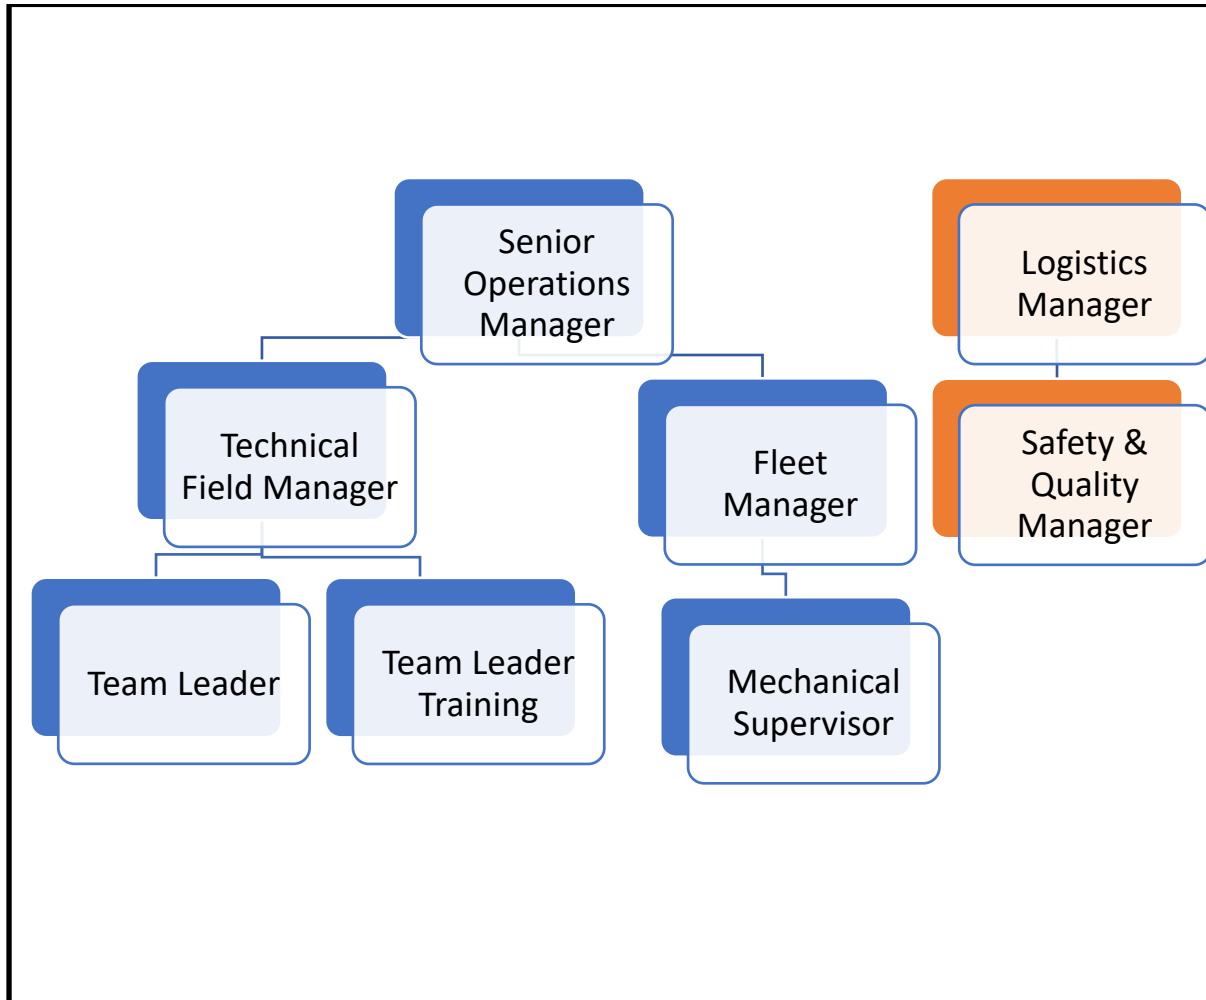 Senior
Operations
Manager
Logistics
Manager
Technical
Field Manager
Fleet
Manager
Safety &
Quality
Manager
Team Leader
Team Leader
Training
Mechanical
Supervisor